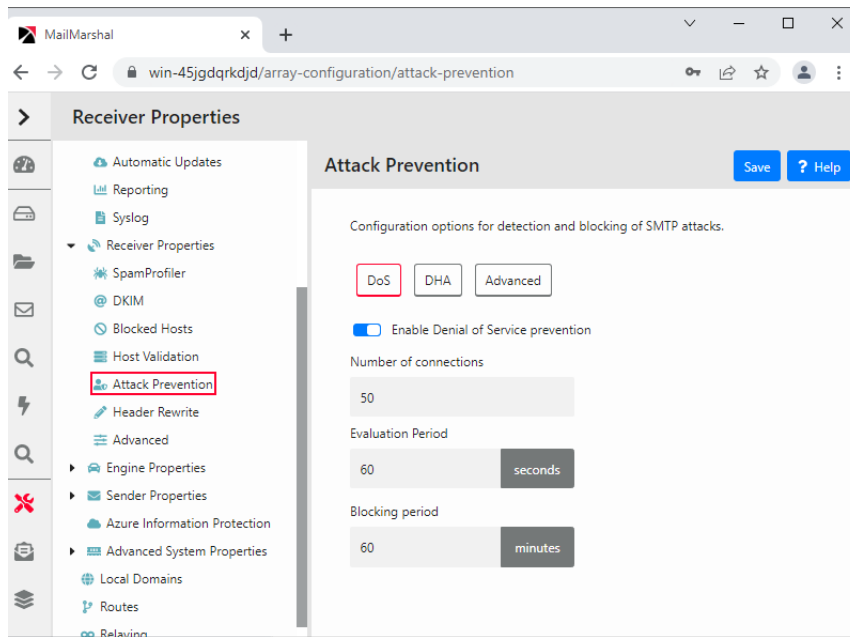 MailMarshal
win-45jgdqrkdjd/array-configuration/attack-prevention
Receiver Properties
Automatic Updates
Reporting
Syslog
Receiver Properties
SpamProfiler
DKIM
Blocked Hosts
Host Validation
Attack Prevention
Header Rewrite
Advanced
Engine Properties
Sender Properties
Azure Information Protection
Advanced System Properties
Local Domains
Routes
Relaying
Attack Prevention
Save
? Help
Configuration options for detection and blocking of SMTP attacks.
DoS DHA Advanced
Enable Denial of Service prevention
Number of connections
50
Evaluation Period
60 seconds
Blocking period
60 minutes